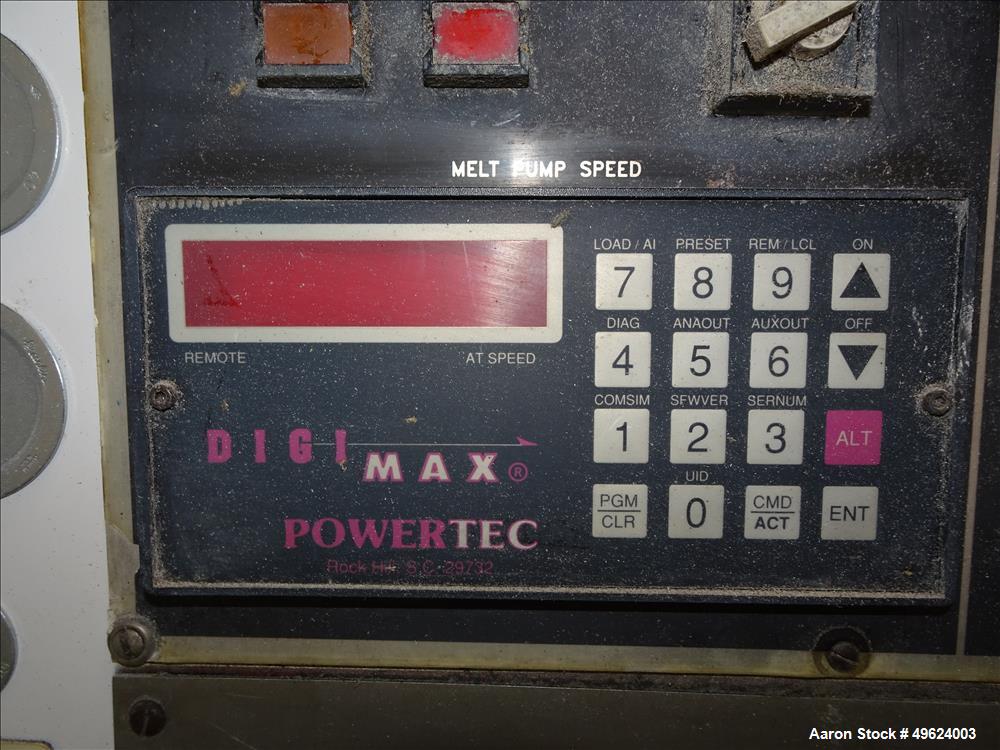 MELT PUMP SPEED
LOAD / AI PRESET REM / LCL ON
7 8 9
DIAG ANAOUT AUXOUT OFF
4 5 6
REMOTE AT SPEED
COMSIM SFWVER SERNUM
1 2 3 ALT
DIGI
MAX®
UID
PGM CMD
CLR 0 ACT ENT
POWERTEC
Rock Hill, S.C. 29732
Aaron Stock # 49624003